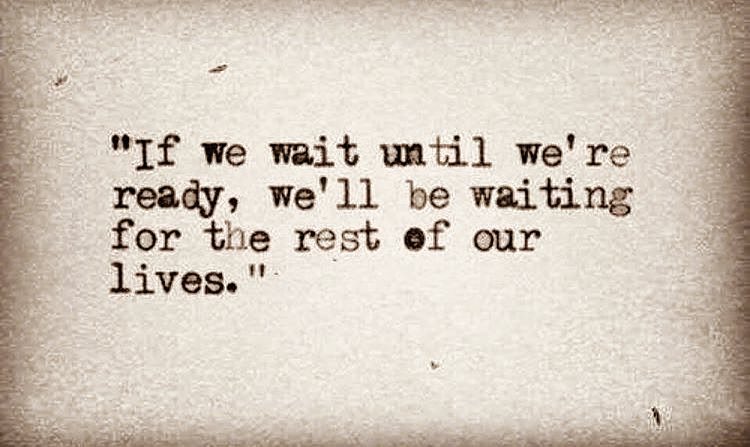 "If we wait until we're
ready, we'll be waiting
for the rest of our
lives."